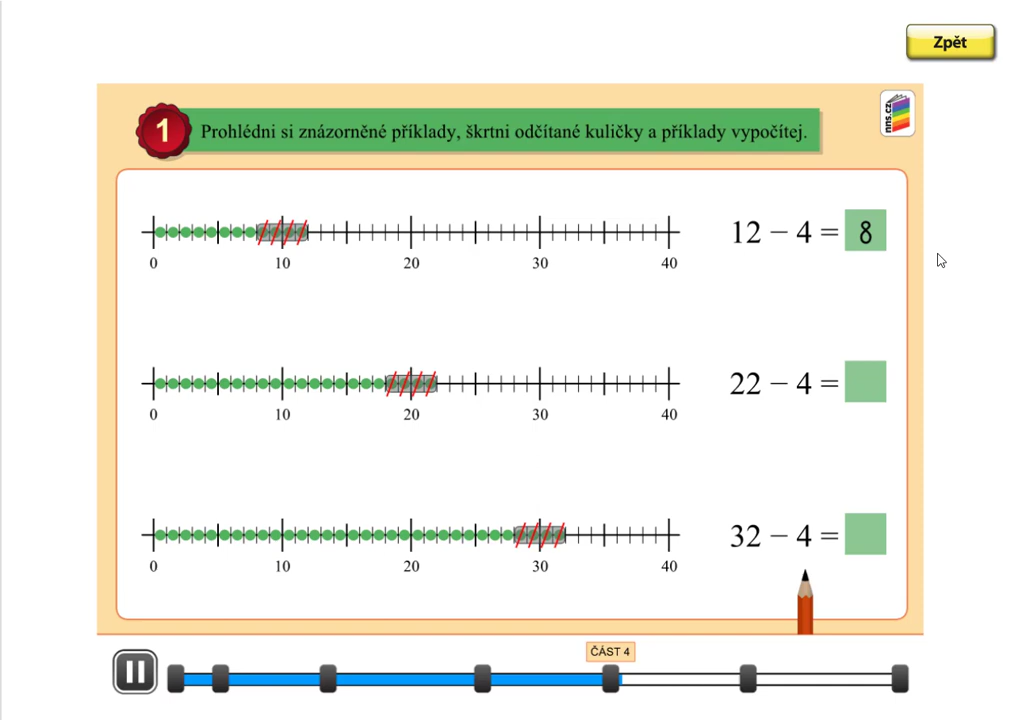 Zpět
1
Prohlédni si znázorněné příklady, škrtni odčítané kuličky a příklady vypočítej.
nns.cz
0 10 20 30 40
12 − 4 = 8
0 10 20 30 40
22 − 4 =
0 10 20 30 40
32 − 4 =
ČÁST 4